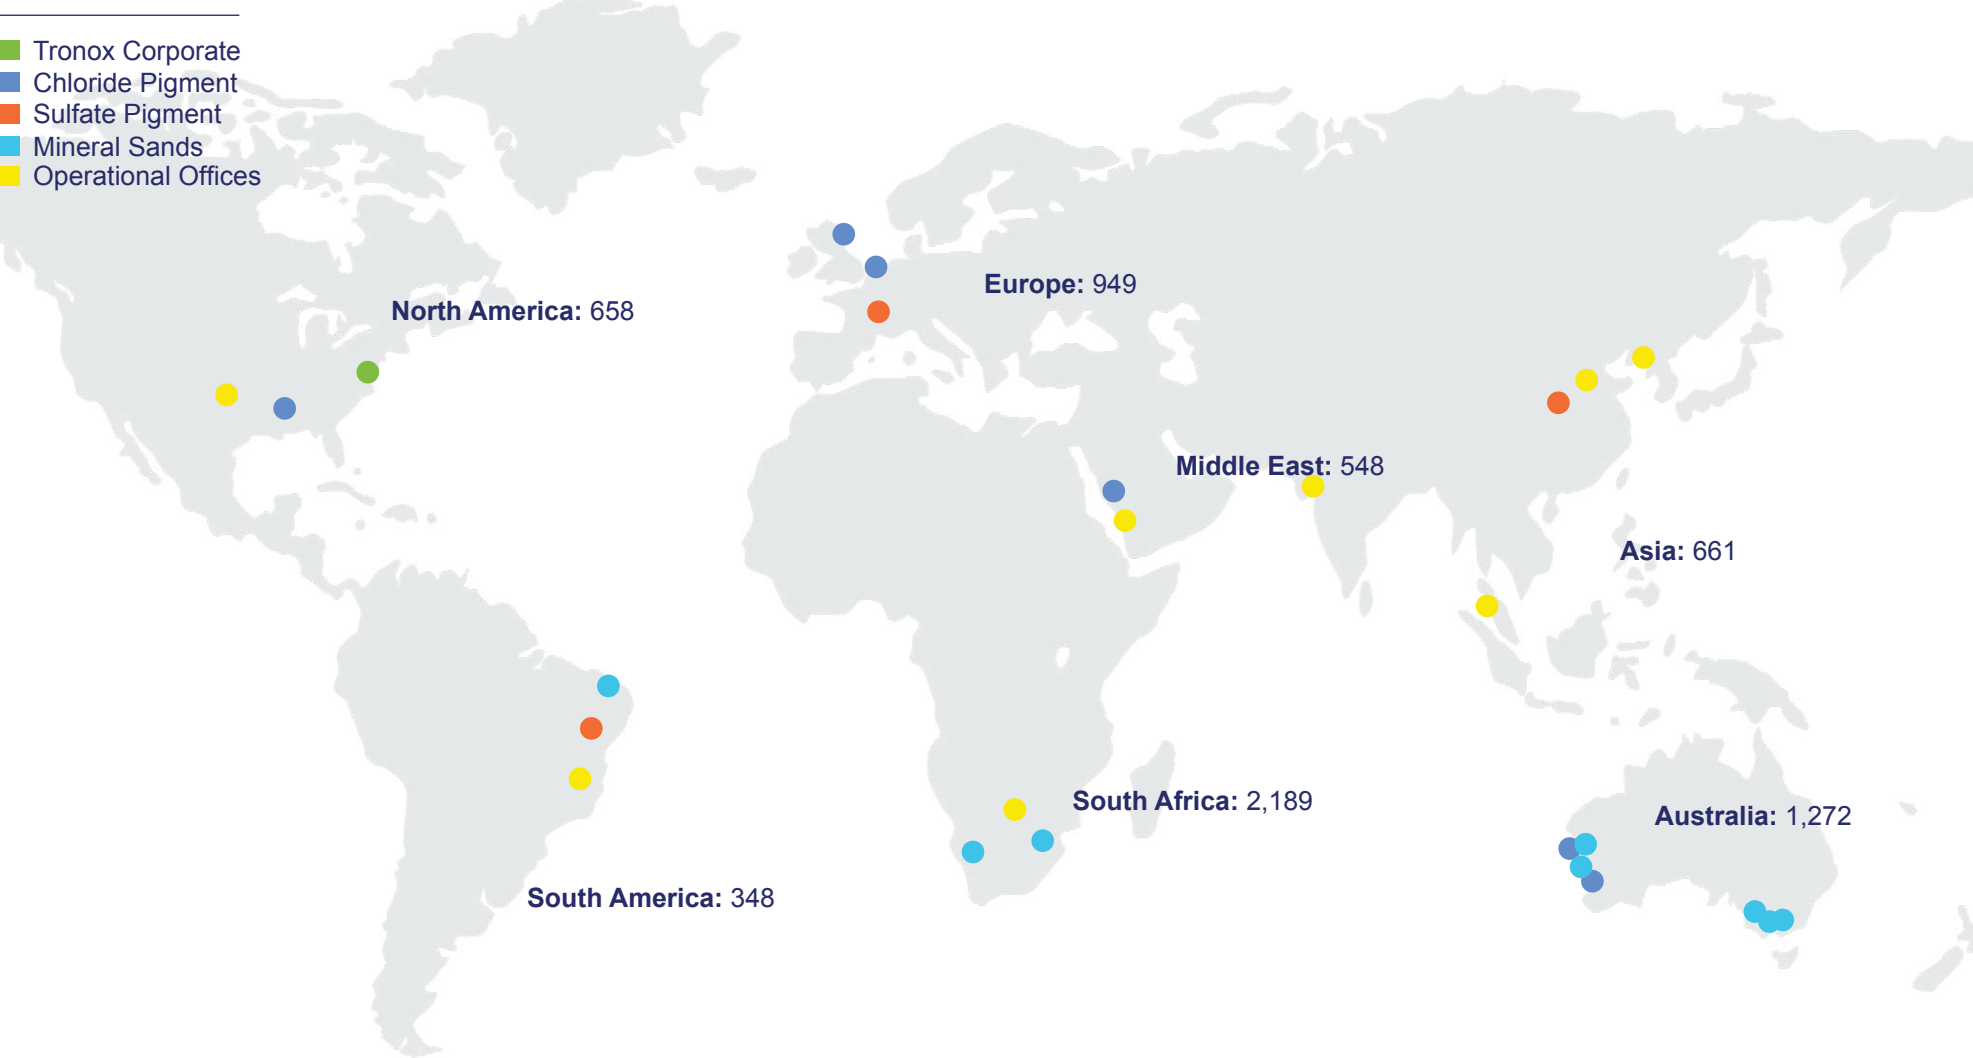 Tronox Corporate
Chloride Pigment
Sulfate Pigment
Mineral Sands
Operational Offices
Europe: 949
North America: 658
Middle East: 548
Asia: 661
South Africa: 2,189
Australia: 1,272
South America: 348